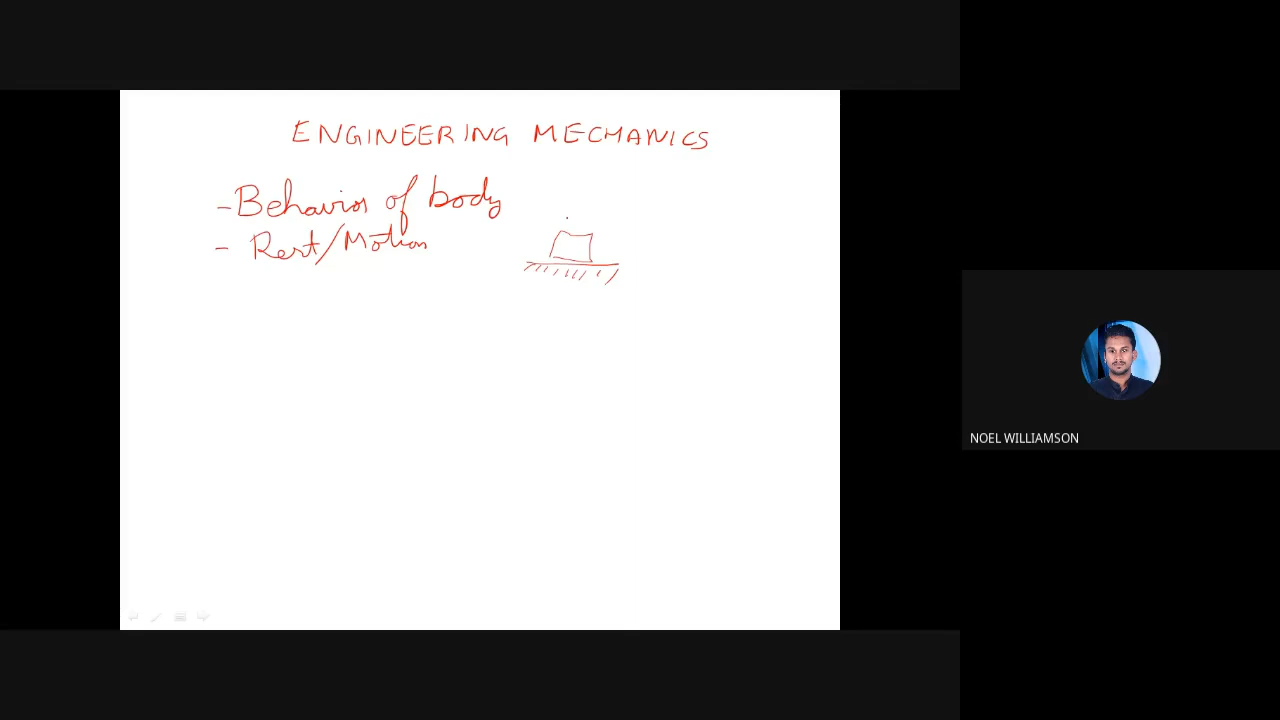 ENGINEERING MECHANICS
- Behavior of body
- Rest/Motion
NOEL WILLIAMSON